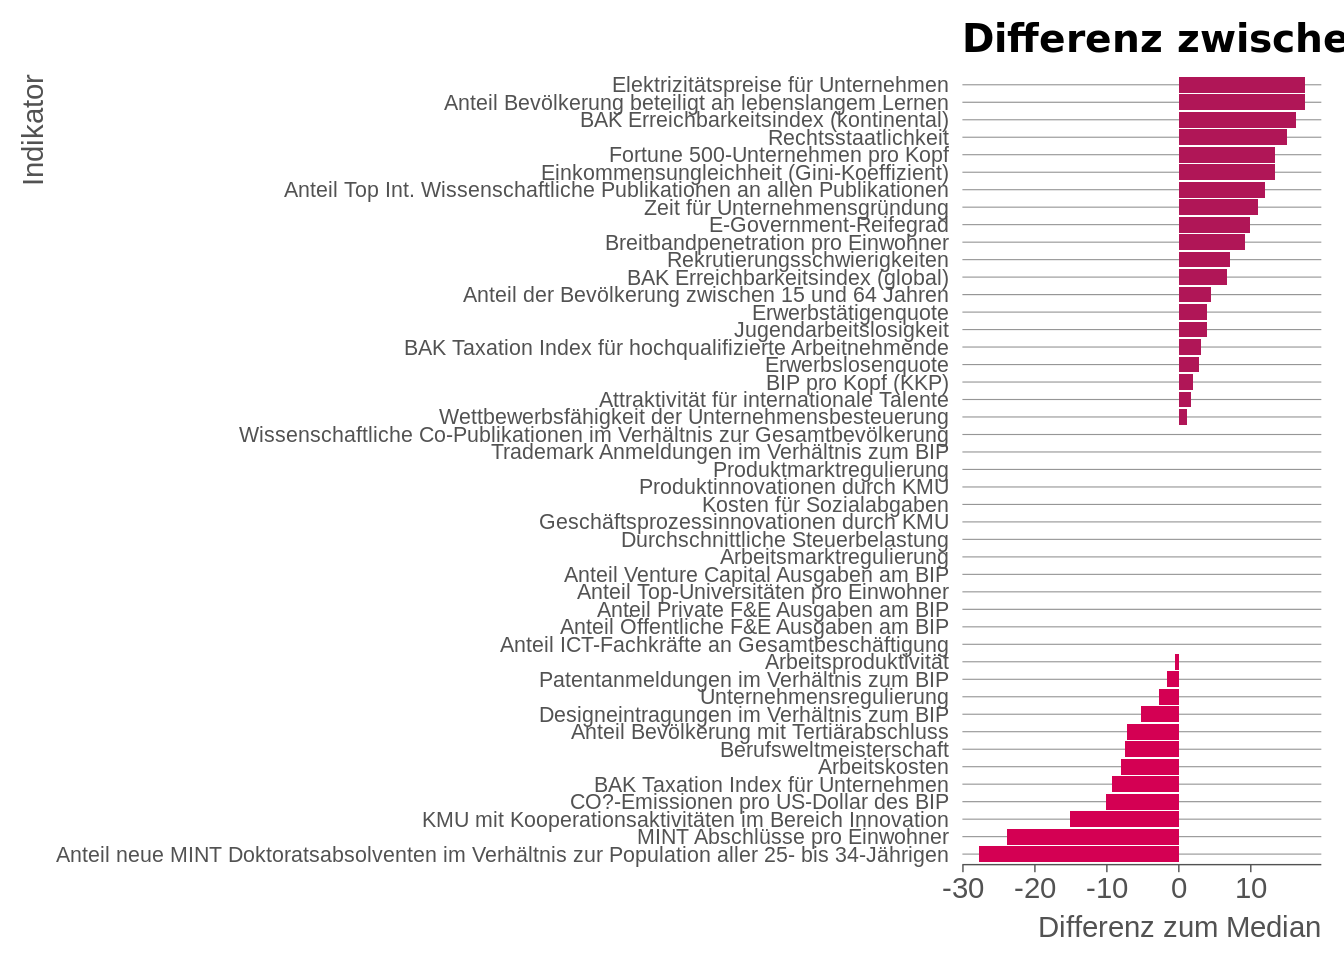 Differenz zwische
Indikator
Elektrizitätspreise für Unternehmen
Anteil Bevölkerung beteiligt an lebenslangem Lernen
BAK Erreichbarkeitsindex (kontinental)
Rechtsstaatlichkeit
Fortune 500-Unternehmen pro Kopf
Einkommensungleichheit (Gini-Koeffizient)
Anteil Top Int. Wissenschaftliche Publikationen an allen Publikationen
Zeit für Unternehmensgründung
E-Government-Reifegrad
Breitbandpenetration pro Einwohner
Rekrutierungsschwierigkeiten
BAK Erreichbarkeitsindex (global)
Anteil der Bevölkerung zwischen 15 und 64 Jahren
Erwerbstätigenquote
Jugendarbeitslosigkeit
BAK Taxation Index für hochqualifizierte Arbeitnehmende
Erwerbslosenquote
BIP pro Kopf (KKP)
Attraktivität für internationale Talente
Wettbewerbsfähigkeit der Unternehmensbesteuerung
Wissenschaftliche Co-Publikationen im Verhältnis zur Gesamtbevölkerung
Trademark Anmeldungen im Verhältnis zum BIP
Produktmarktregulierung
Produktinnovationen durch KMU
Kosten für Sozialabgaben
Geschäftsprozessinnovationen durch KMU
Durchschnittliche Steuerbelastung
Arbeitsmarktregulierung
Anteil Venture Capital Ausgaben am BIP
Anteil Top-Universitäten pro Einwohner
Anteil Private F&E Ausgaben am BIP
Anteil Öffentliche F&E Ausgaben am BIP
Anteil ICT-Fachkräfte an Gesamtbeschäftigung
Arbeitsproduktivität
Patentanmeldungen im Verhältnis zum BIP
Unternehmensregulierung
Designeintragungen im Verhältnis zum BIP
Anteil Bevölkerung mit Tertiärabschluss
Berufsweltmeisterschaft
Arbeitskosten
BAK Taxation Index für Unternehmen
CO?-Emissionen pro US-Dollar des BIP
KMU mit Kooperationsaktivitäten im Bereich Innovation
MINT Abschlüsse pro Einwohner
Anteil neue MINT Doktoratsabsolventen im Verhältnis zur Population aller 25- bis 34-Jährigen
-30 -20 -10 0 10
Differenz zum Median